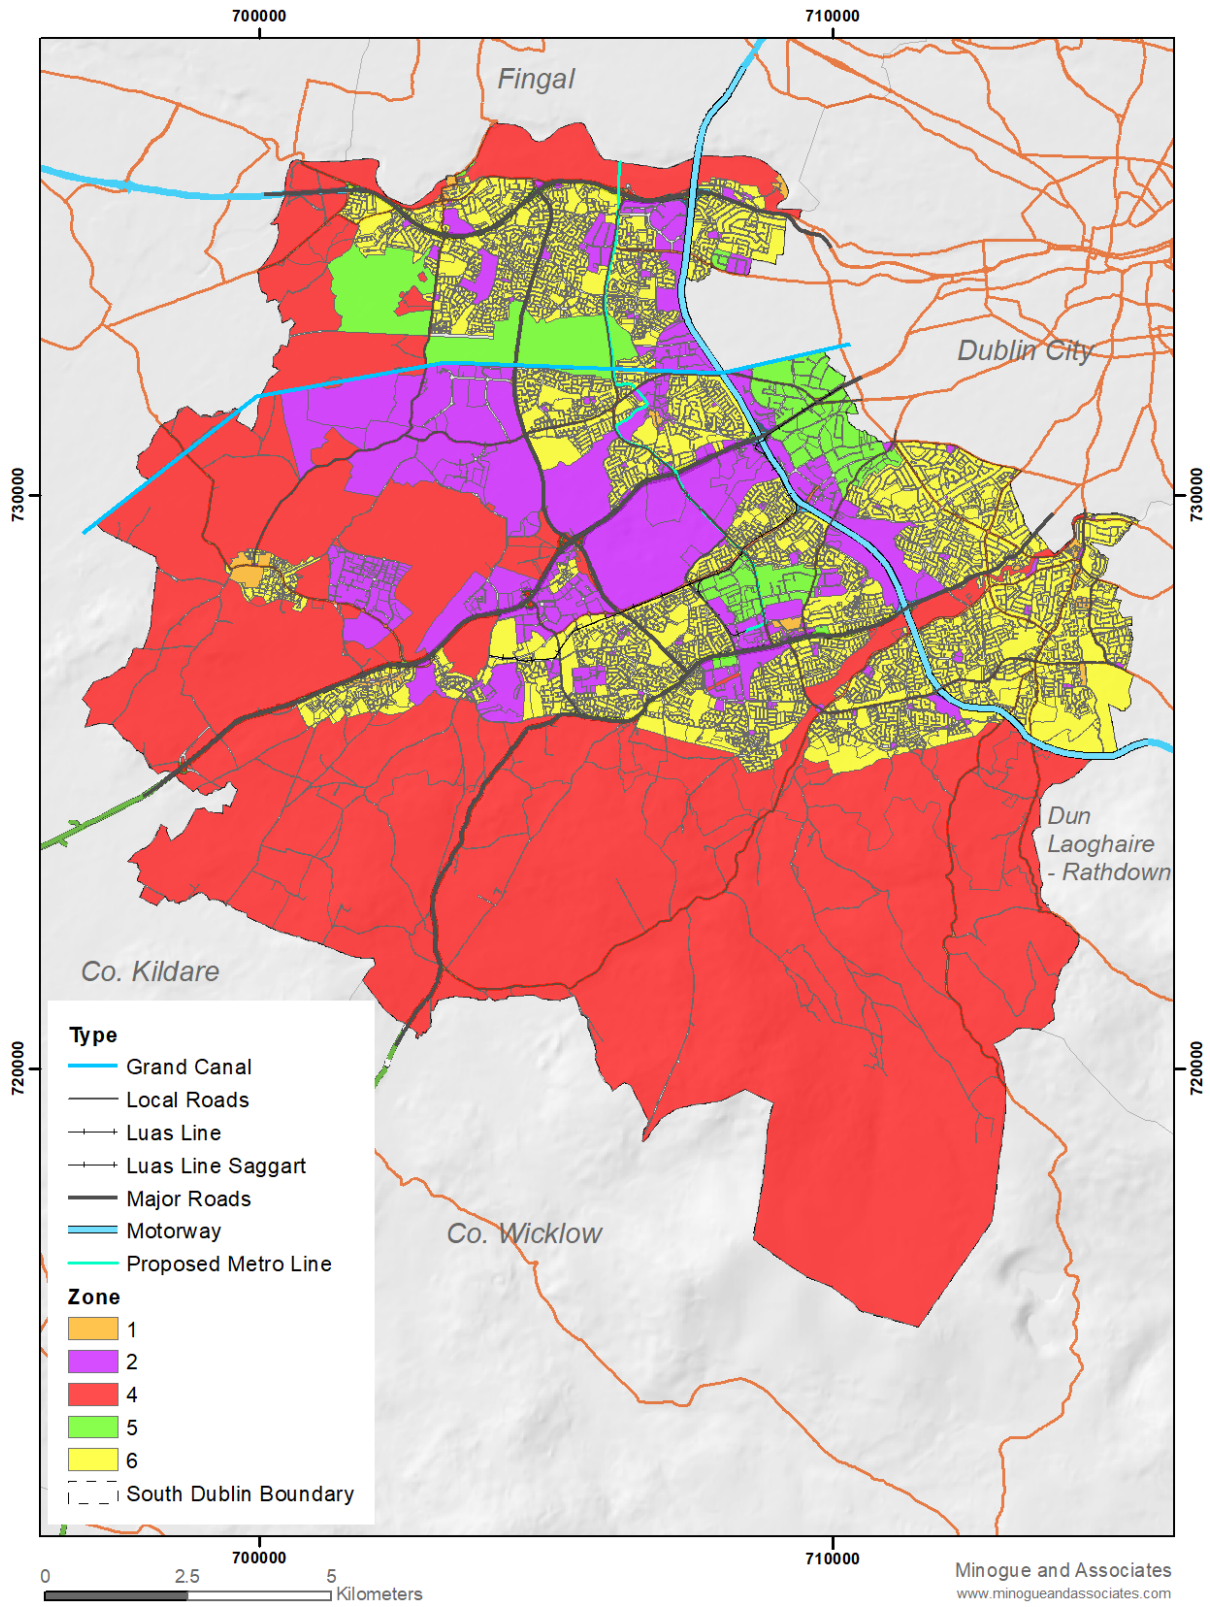 700000
710000
Fingal
Dublin City
730000
730000
Dun
Laoghaire
- Rathdown
Co. Kildare
720000
720000
Co. Wicklow
Type
Grand Canal
Local Roads
Luas Line
Luas Line Saggart
Major Roads
Motorway
Proposed Metro Line
Zone
1
2
4
5
6
South Dublin Boundary
700000
710000
0 2.5 5
Kilometers
Minogue and Associates
www.minogueandassociates.com